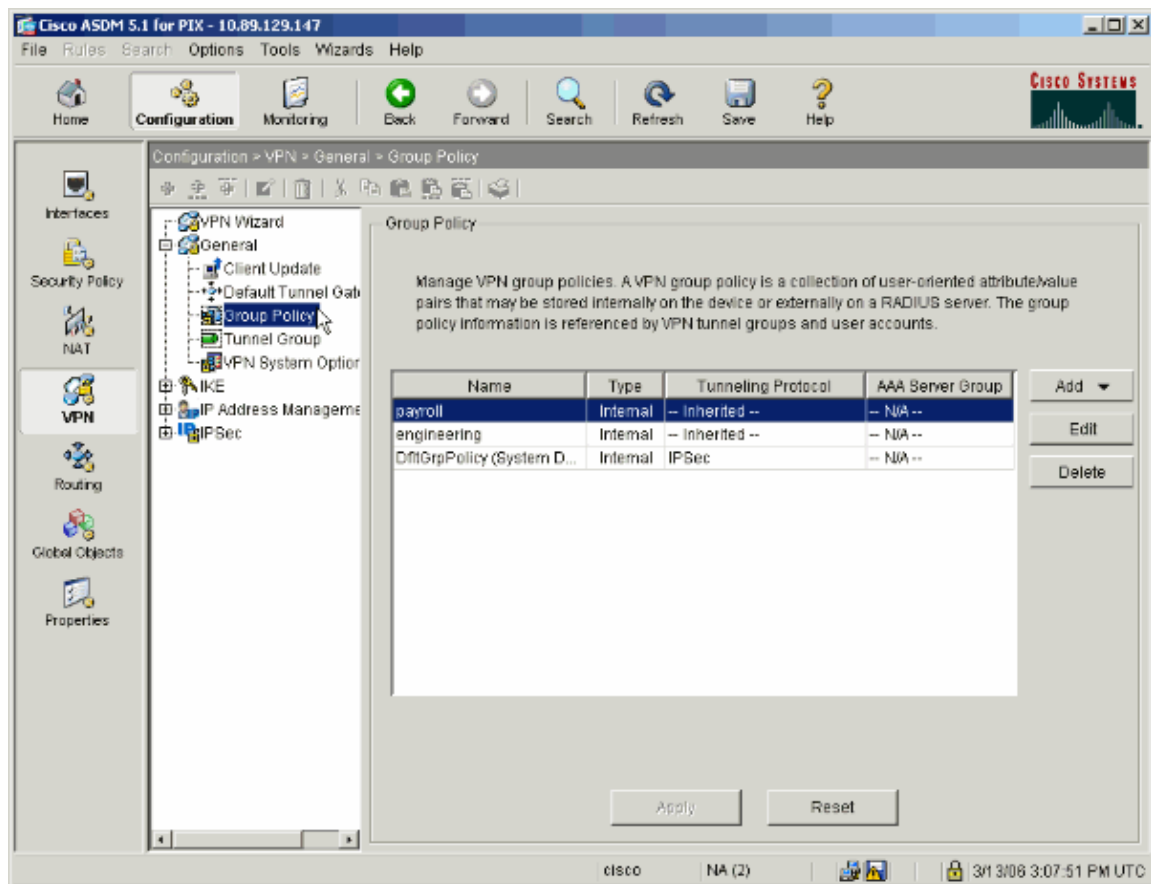 Cisco ASDM 5.1 for PIX - 10.89.129.147
File Rules Search Options Tools Wizards Help
Home Configuration Monitoring Back Forward Search Refresh Save Help
CISCO SYSTEMS
Configuration > VPN > General > Group Policy
Interfaces
Security Policy
NAT
VPN
Routing
Global Objects
Properties
VPN Wizard
General
Client Update
Default Tunnel Gate
Group Policy
Tunnel Group
VPN System Option
IKE
IP Address Manageme
IPSec
Group Policy
Manage VPN group policies. A VPN group policy is a collection of user-oriented attribute/value
pairs that may be stored internally on the device or externally on a RADIUS server. The group
policy information is referenced by VPN tunnel groups and user accounts.
Name Type Tunneling Protocol AAA Server Group
payroll Internal -- Inherited -- -- N/A --
engineering Internal -- Inherited -- -- N/A --
DfltGrpPolicy (System D... Internal IPSec -- N/A --
Add
Edit
Delete
Apply Reset
cisco NA (2) 3/13/06 3:07:51 PM UTC